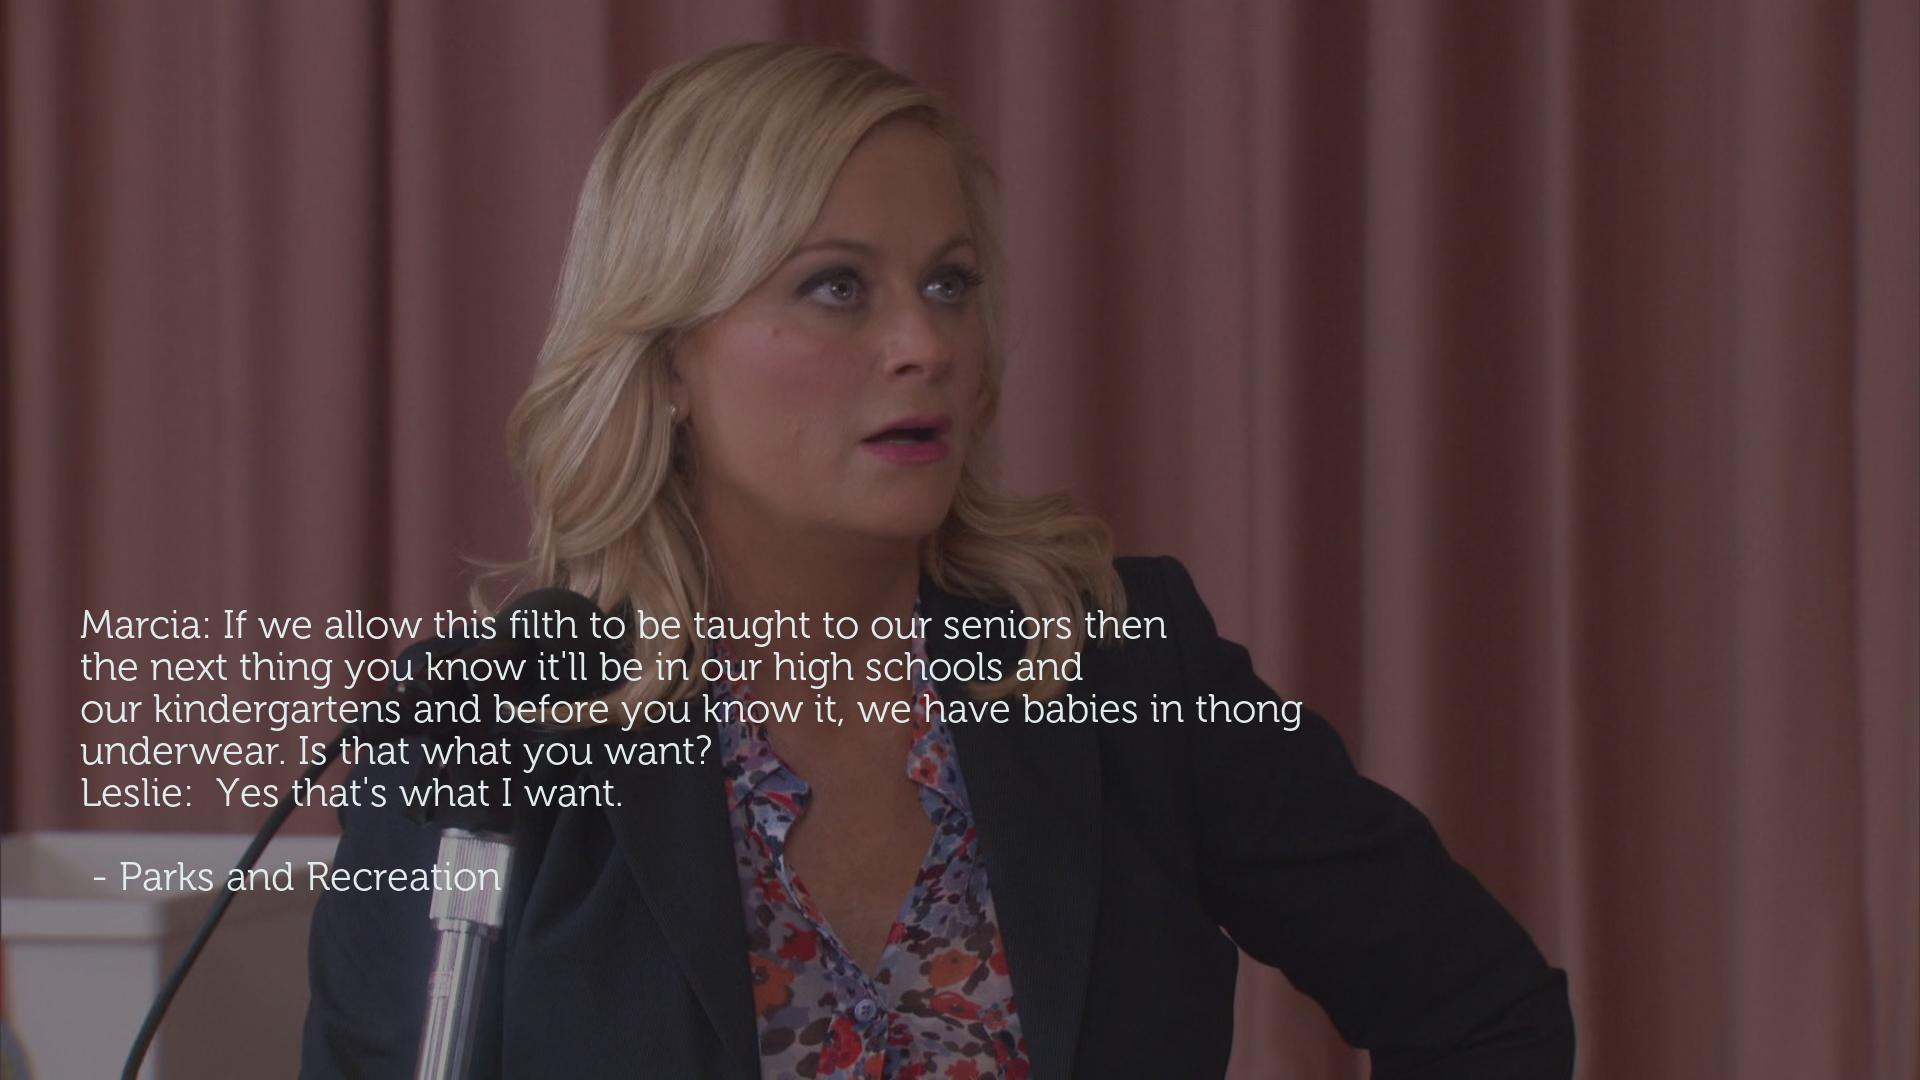 Marcia: If we allow this filth to be taught to our seniors then
the next thing you know it'll be in our high schools and
our kindergartens and before you know it, we have babies in thong
underwear. Is that what you want?
Leslie:  Yes that's what I want.
- Parks and Recreation